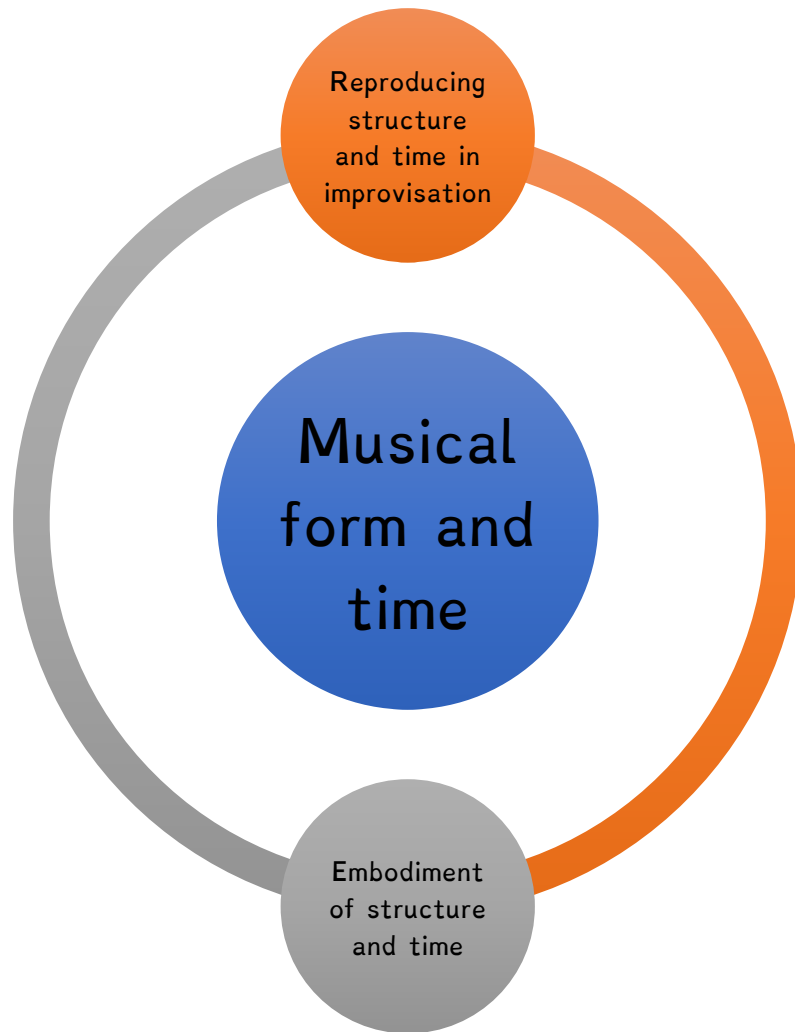 Reproducing
structure
and time in
improvisation
Musical
form and
time
Embodiment
of structure
and time